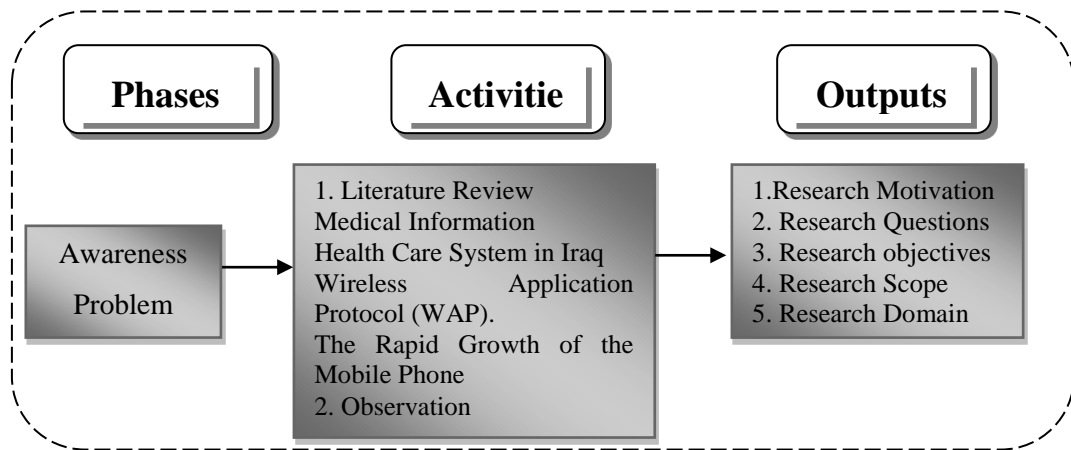 Phases
Activitie
Outputs
Awareness
Problem
1. Literature Review
Medical Information
Health Care System in Iraq
Wireless Application
Protocol (WAP).
The Rapid Growth of the
Mobile Phone
2. Observation
1.Research Motivation
2. Research Questions
3. Research objectives
4. Research Scope
5. Research Domain